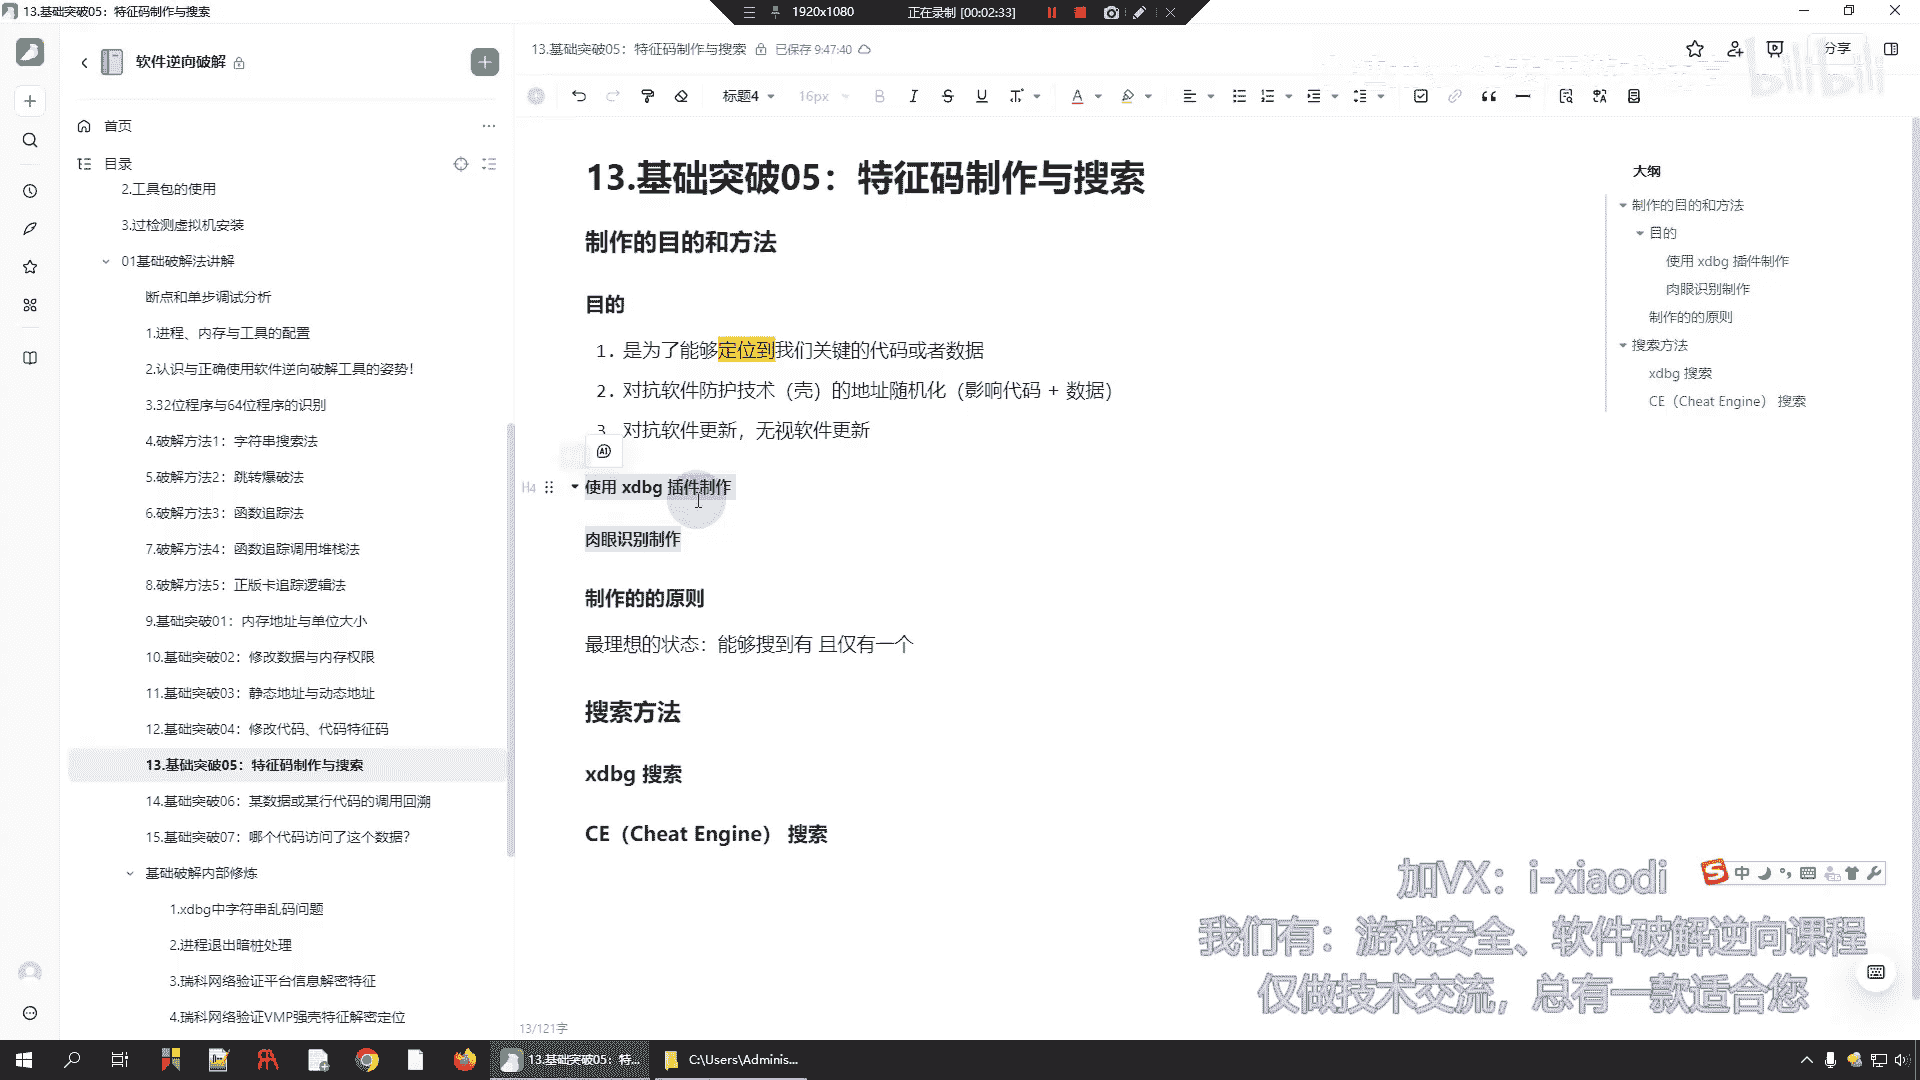 13.基础突破05：特征码制作与搜索
1920x1080
正在录制 [00:02:33]
软件逆向破解
13.基础突破05：特征码制作与搜索
已保存 9:47:40
分享
bilibili
标题4
16px
首页
目录
2.工具包的使用
3.过检测虚拟机安装
01基础破解法讲解
断点和单步调试分析
1.进程、内存与工具的配置
2.认识与正确使用软件逆向破解工具的姿势！
3.32位程序与64位程序的识别
4.破解方法1：字符串搜索法
5.破解方法2：跳转爆破法
6.破解方法3：函数追踪法
7.破解方法4：函数追踪调用堆栈法
8.破解方法5：正版卡追踪逻辑法
9.基础突破01：内存地址与单位大小
10.基础突破02：修改数据与内存权限
11.基础突破03：静态地址与动态地址
12.基础突破04：修改代码、代码特征码
13.基础突破05：特征码制作与搜索
14.基础突破06：某数据或某行代码的调用回溯
15.基础突破07：哪个代码访问了这个数据？
基础破解内部修炼
1.xdbg中字符串乱码问题
2.进程退出暗桩处理
3.瑞科网络验证平台信息解密特征
4.瑞科网络验证VMP强壳特征解密定位
13.基础突破05：特征码制作与搜索
制作的目的和方法
目的
1. 是为了能够定位到我们关键的代码或者数据
2. 对抗软件防护技术（壳）的地址随机化（影响代码 + 数据）
3. 对抗软件更新，无视软件更新
H4
使用 xdbg 插件制作
肉眼识别制作
制作的的原则
最理想的状态：能够搜到有 且仅有一个
搜索方法
xdbg 搜索
CE（Cheat Engine） 搜索
13/121字
大纲
制作的目的和方法
目的
使用 xdbg 插件制作
肉眼识别制作
制作的的原则
搜索方法
xdbg 搜索
CE（Cheat Engine） 搜索
加VX：i-xiaodi
中
我们有：游戏安全、软件破解逆向课程
仅做技术交流，总有一款适合您
13.基础突破05：特...
C:\Users\Adminis...